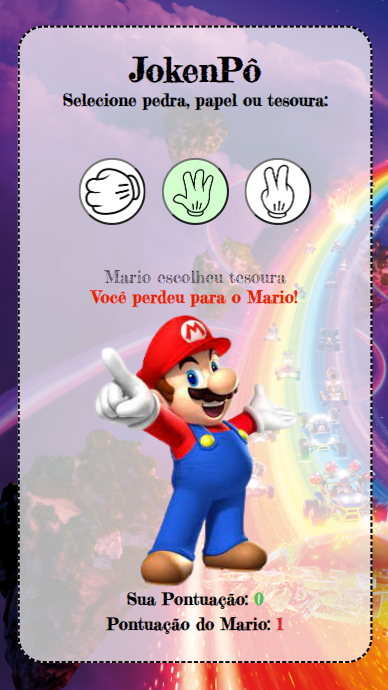 JokenPô
Selecione pedra, papel ou tesoura:
Mario escolheu tesoura
Você perdeu para o Mario!
M
Sua Pontuação: 0
Pontuação do Mario: 1